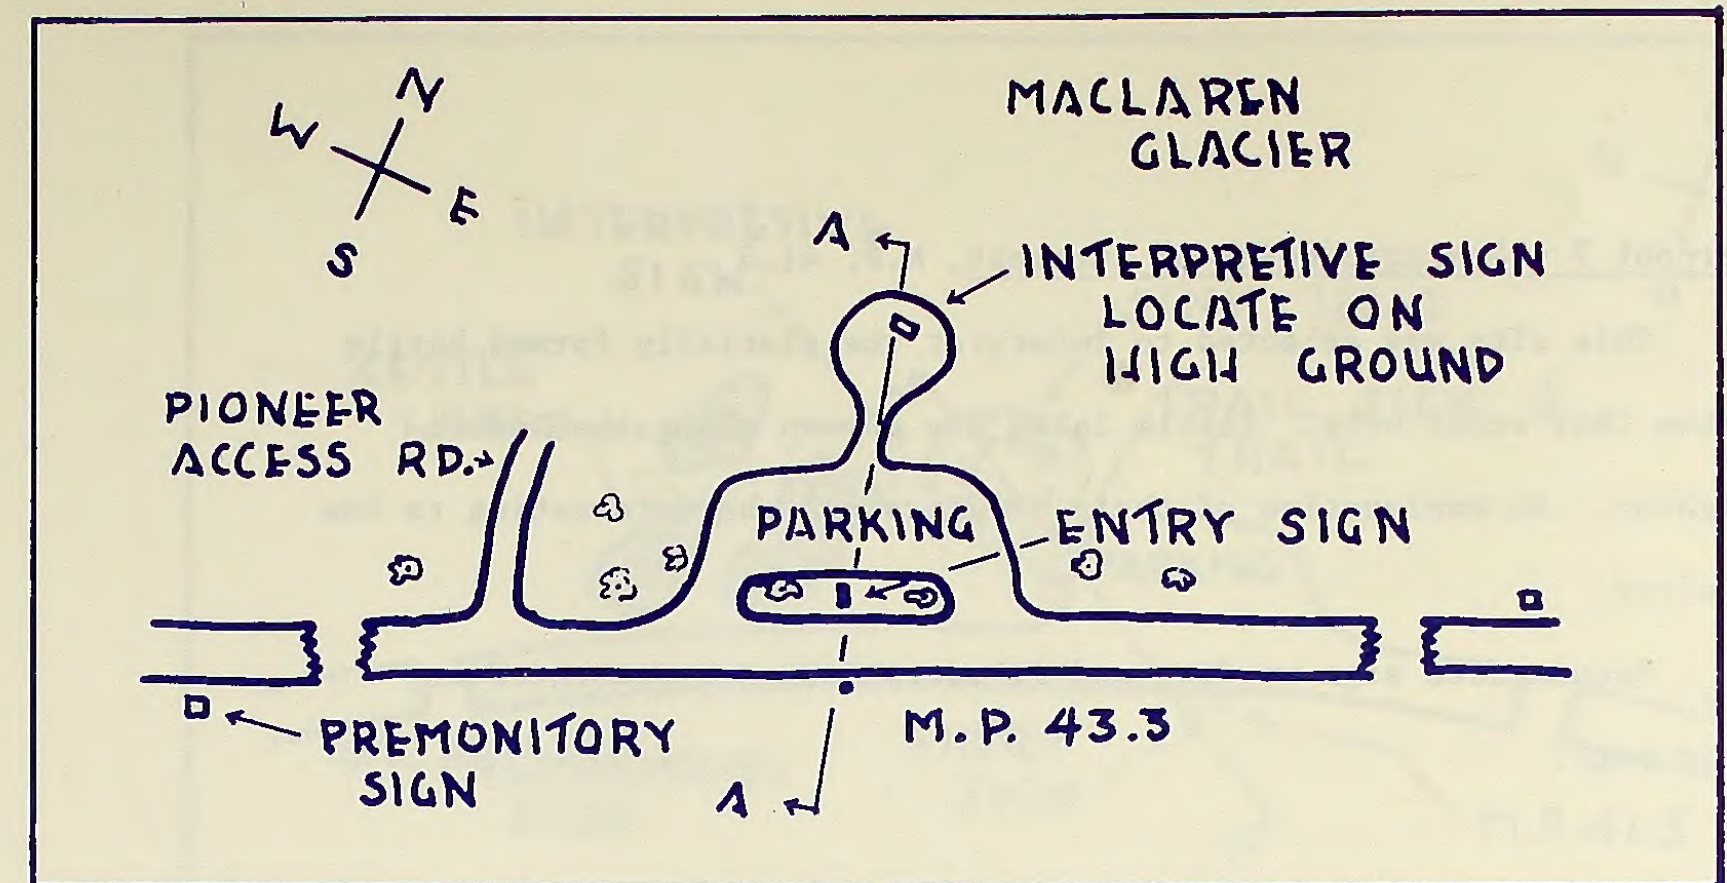 N
W
E
S
MACLAREN
GLACIER
A
INTERPRETIVE SIGN
LOCATE ON
HIGH GROUND
PIONEER
ACCESS RD.
PARKING
ENTRY SIGN
PREMONITORY
SIGN
M.P. 43.3
A